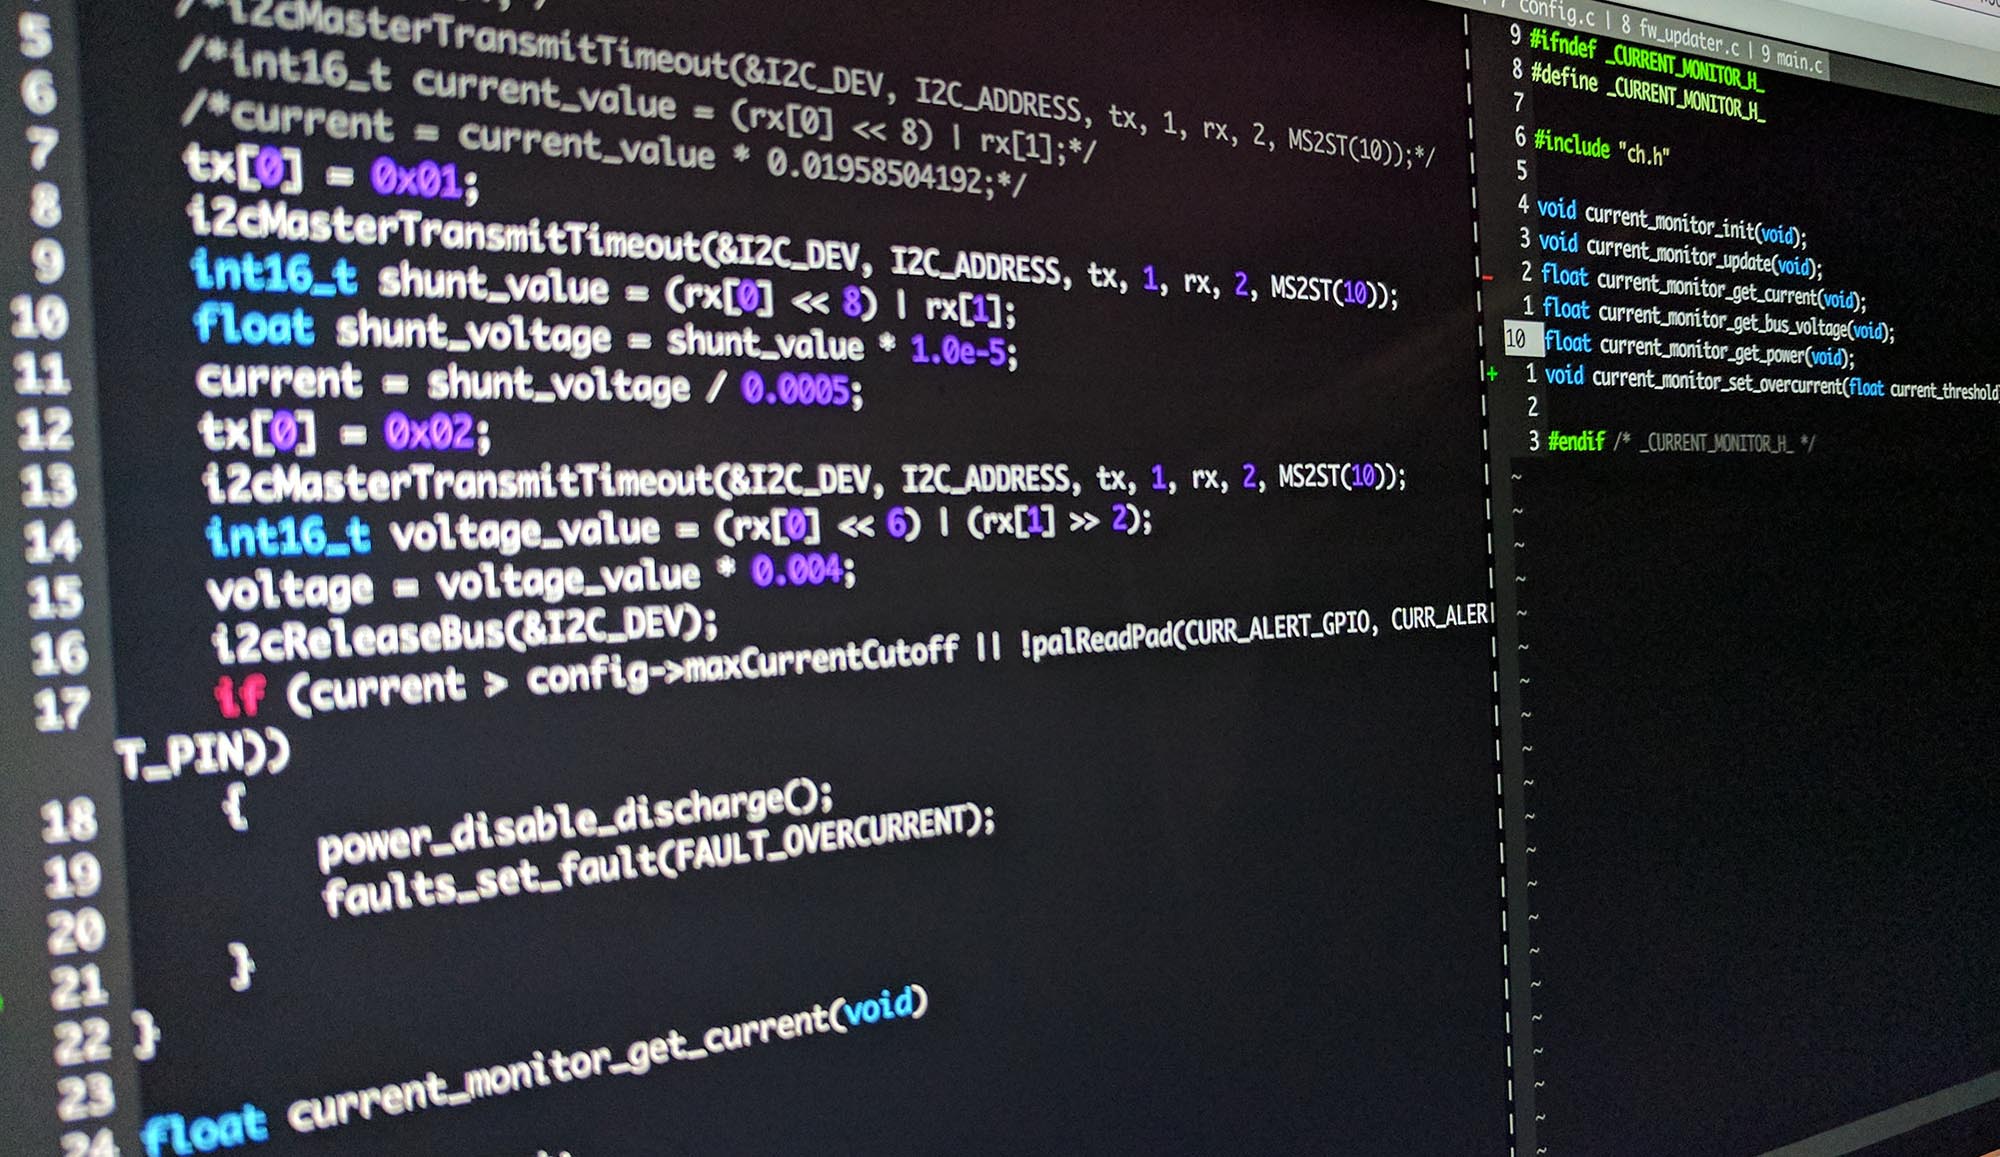 5
6 /*i2cMasterTransmitTimeout(&I2C_DEV, I2C_ADDRESS, tx, 1, rx, 2, MS2ST(10));*/
7 /*int16_t current_value = (rx[0] << 8) | rx[1];*/
8 /*current = current_value * 0.01958504192;*/
9 tx[0] = 0x01;
10 i2cMasterTransmitTimeout(&I2C_DEV, I2C_ADDRESS, tx, 1, rx, 2, MS2ST(10));
11 int16_t shunt_value = (rx[0] << 8) | rx[1];
12 float shunt_voltage = shunt_value * 1.0e-5;
13 current = shunt_voltage / 0.0005;
14 tx[0] = 0x02;
15 i2cMasterTransmitTimeout(&I2C_DEV, I2C_ADDRESS, tx, 1, rx, 2, MS2ST(10));
16 int16_t voltage_value = (rx[0] << 6) | (rx[1] >> 2);
17 voltage = voltage_value * 0.004;
i2cReleaseBus(&I2C_DEV);
if (current > config->maxCurrentCutoff || !palReadPad(CURR_ALERT_GPIO, CURR_ALER
T_PIN))
18 {
19 power_disable_discharge();
20 faults_set_fault(FAULT_OVERCURRENT);
21 }
22 }
23
24 float current_monitor_get_current(void)
config.c | 8 fw_updater.c | 9 main.c
9 #ifndef _CURRENT_MONITOR_H_
8 #define _CURRENT_MONITOR_H_
7
6 #include "ch.h"
5
4 void current_monitor_init(void);
3 void current_monitor_update(void);
2 float current_monitor_get_current(void);
1 float current_monitor_get_bus_voltage(void);
10 float current_monitor_get_power(void);
1 void current_monitor_set_overcurrent(float current_threshold
2
3 #endif /* _CURRENT_MONITOR_H_ */